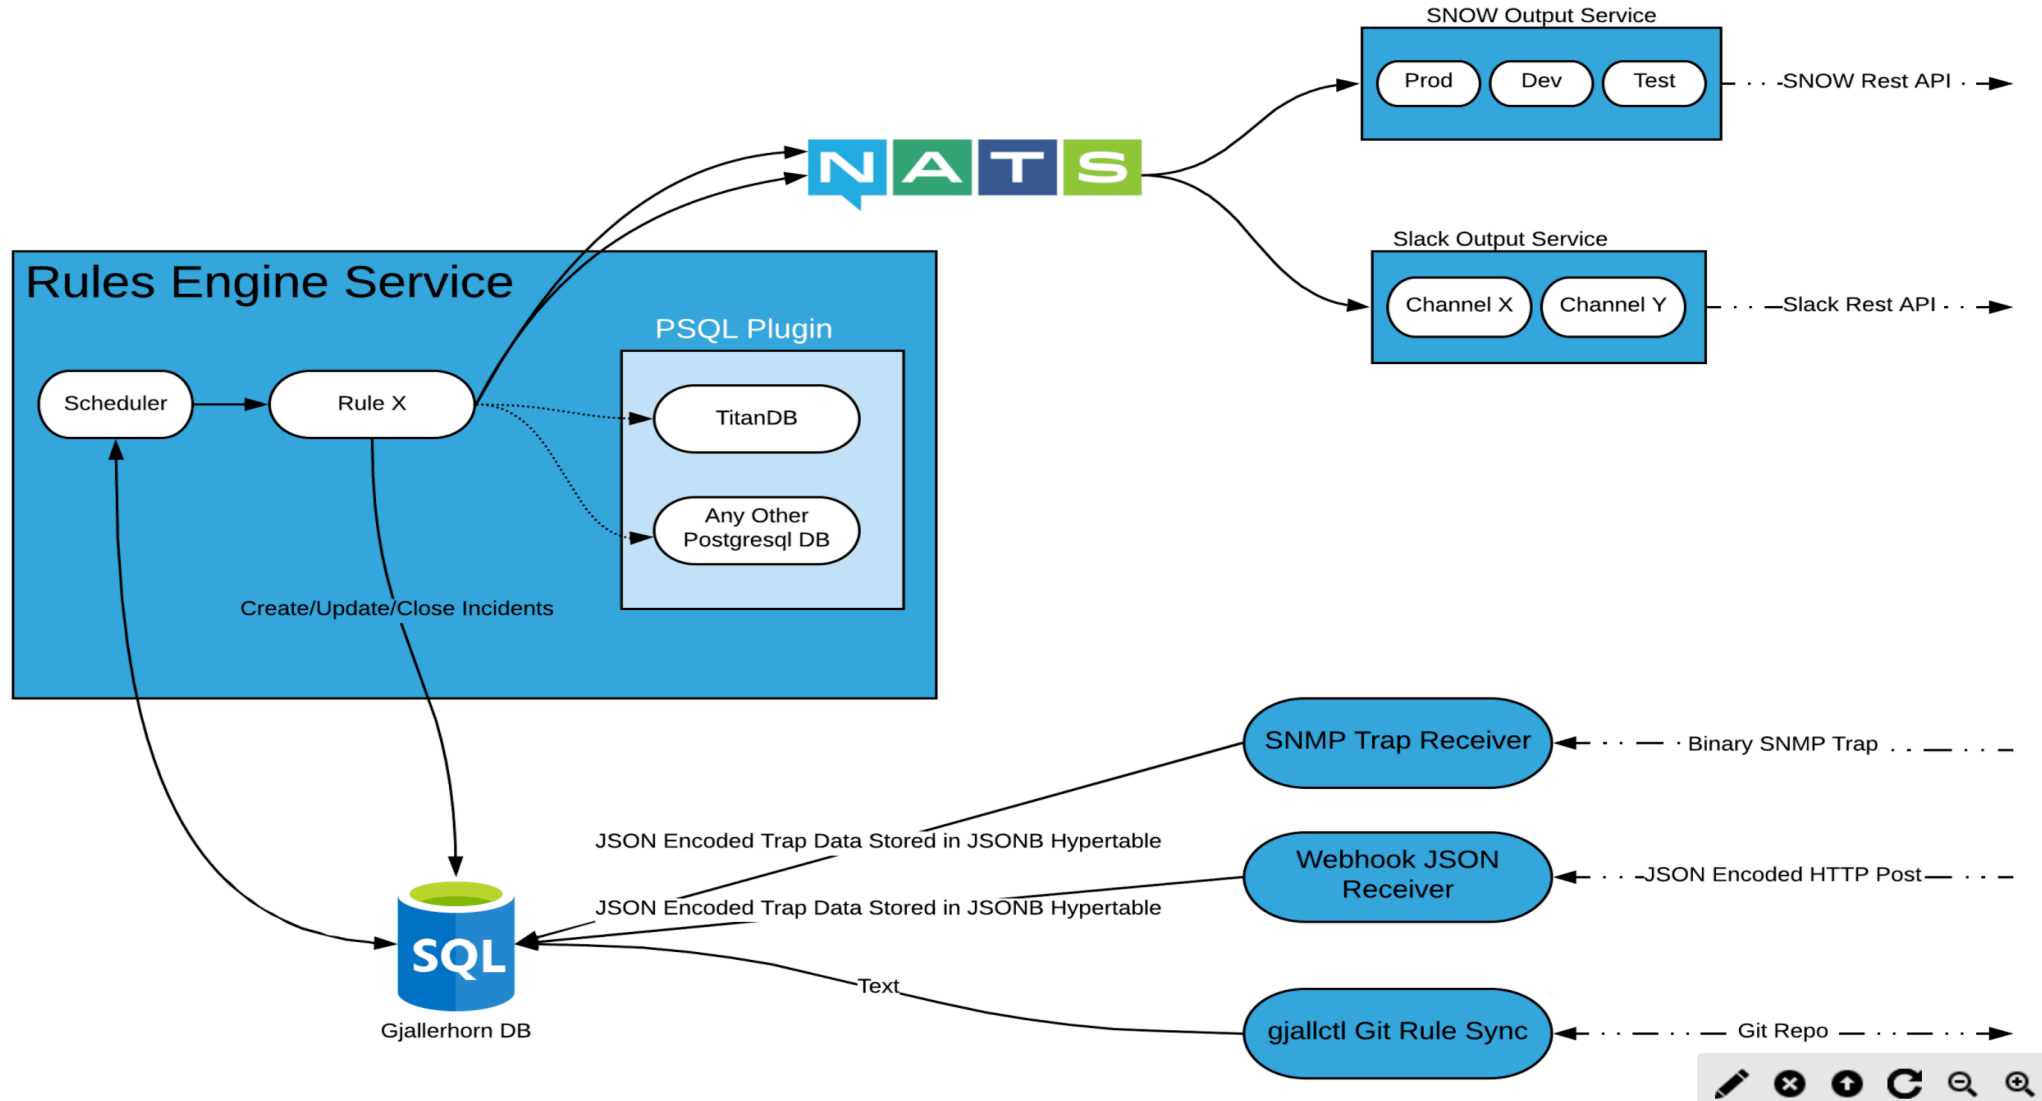 SNOW Output Service
Prod
Dev
Test
SNOW Rest API
NATS
Slack Output Service
Channel X
Channel Y
Slack Rest API
Rules Engine Service
PSQL Plugin
Scheduler
Rule X
TitanDB
Any Other
Postgresql DB
Create/Update/Close Incidents
SNMP Trap Receiver
Binary SNMP Trap
JSON Encoded Trap Data Stored in JSONB Hypertable
Webhook JSON
Receiver
JSON Encoded HTTP Post
JSON Encoded Trap Data Stored in JSONB Hypertable
SQL
Text
Gjallerhorn DB
gjallctl Git Rule Sync
Git Repo